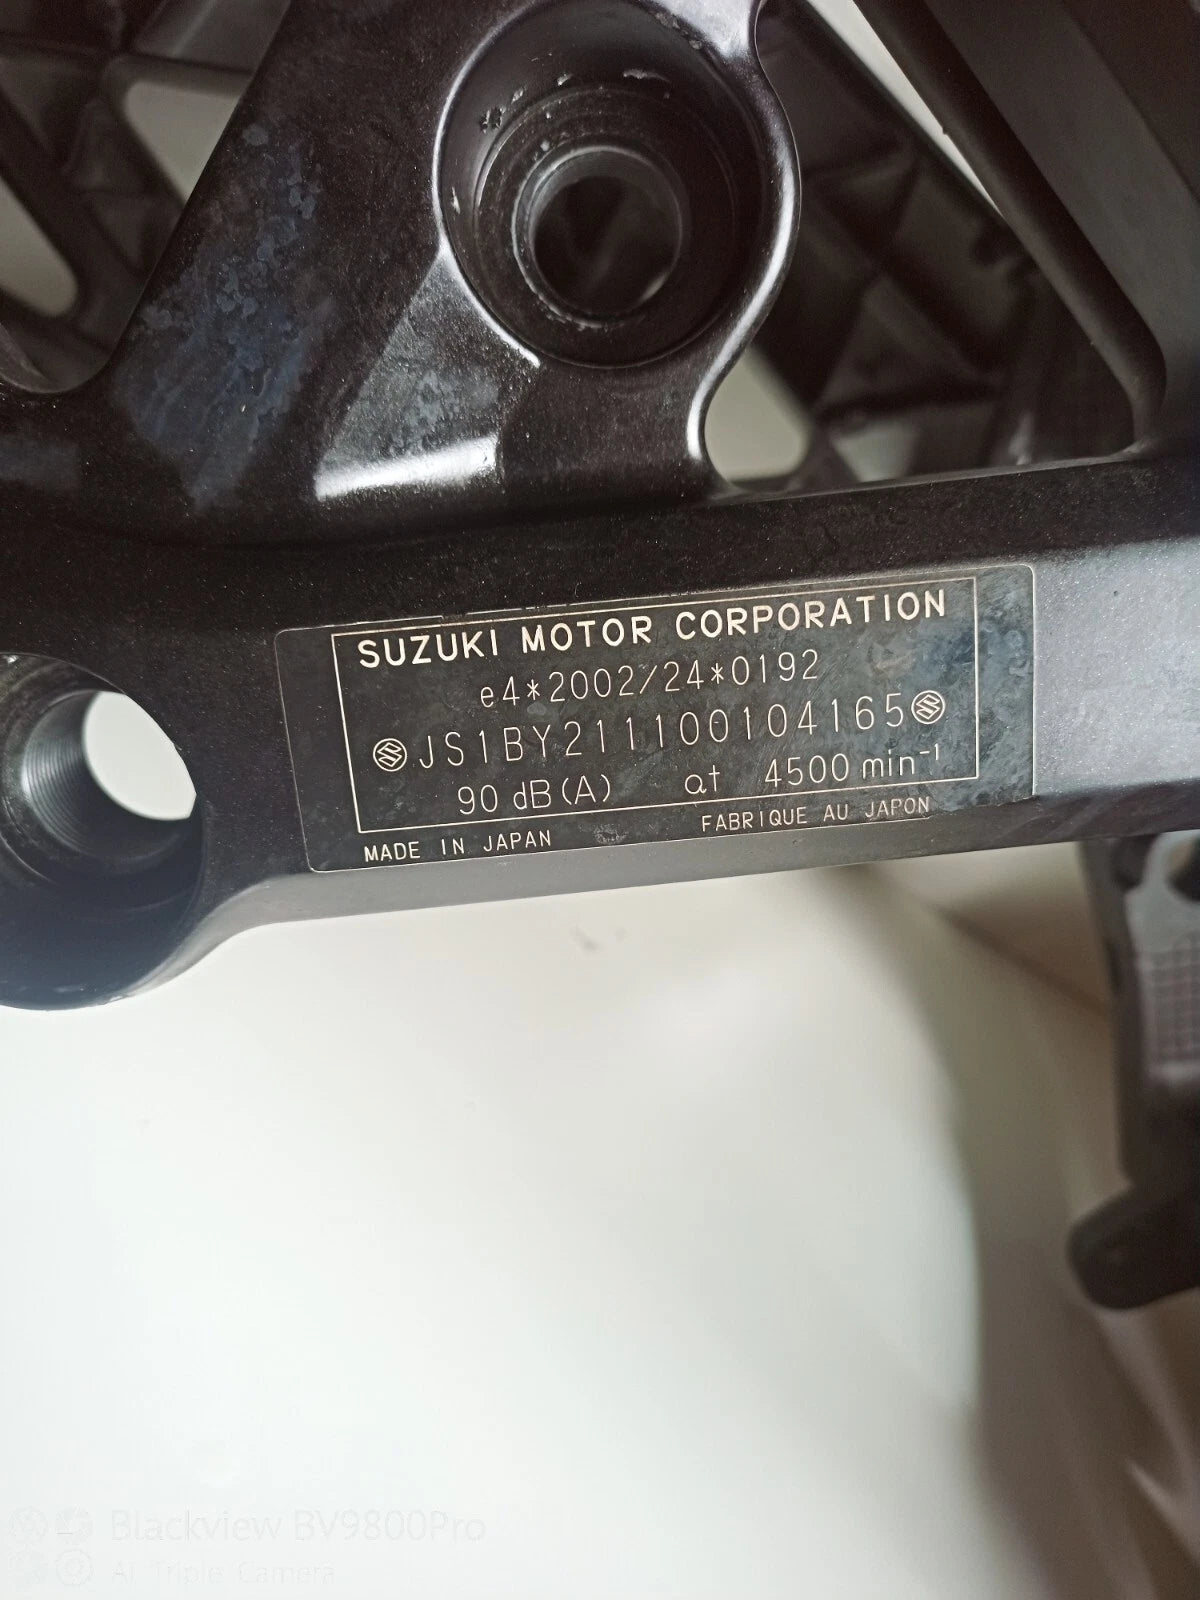 SUZUKI MOTOR CORPORATION
e4*2002/24*0192
JS1BY211100104165
90 dB(A) at 4500 min⁻¹
MADE IN JAPAN FABRIQUE AU JAPON
Blackview BV9800Pro
AI Triple Camera